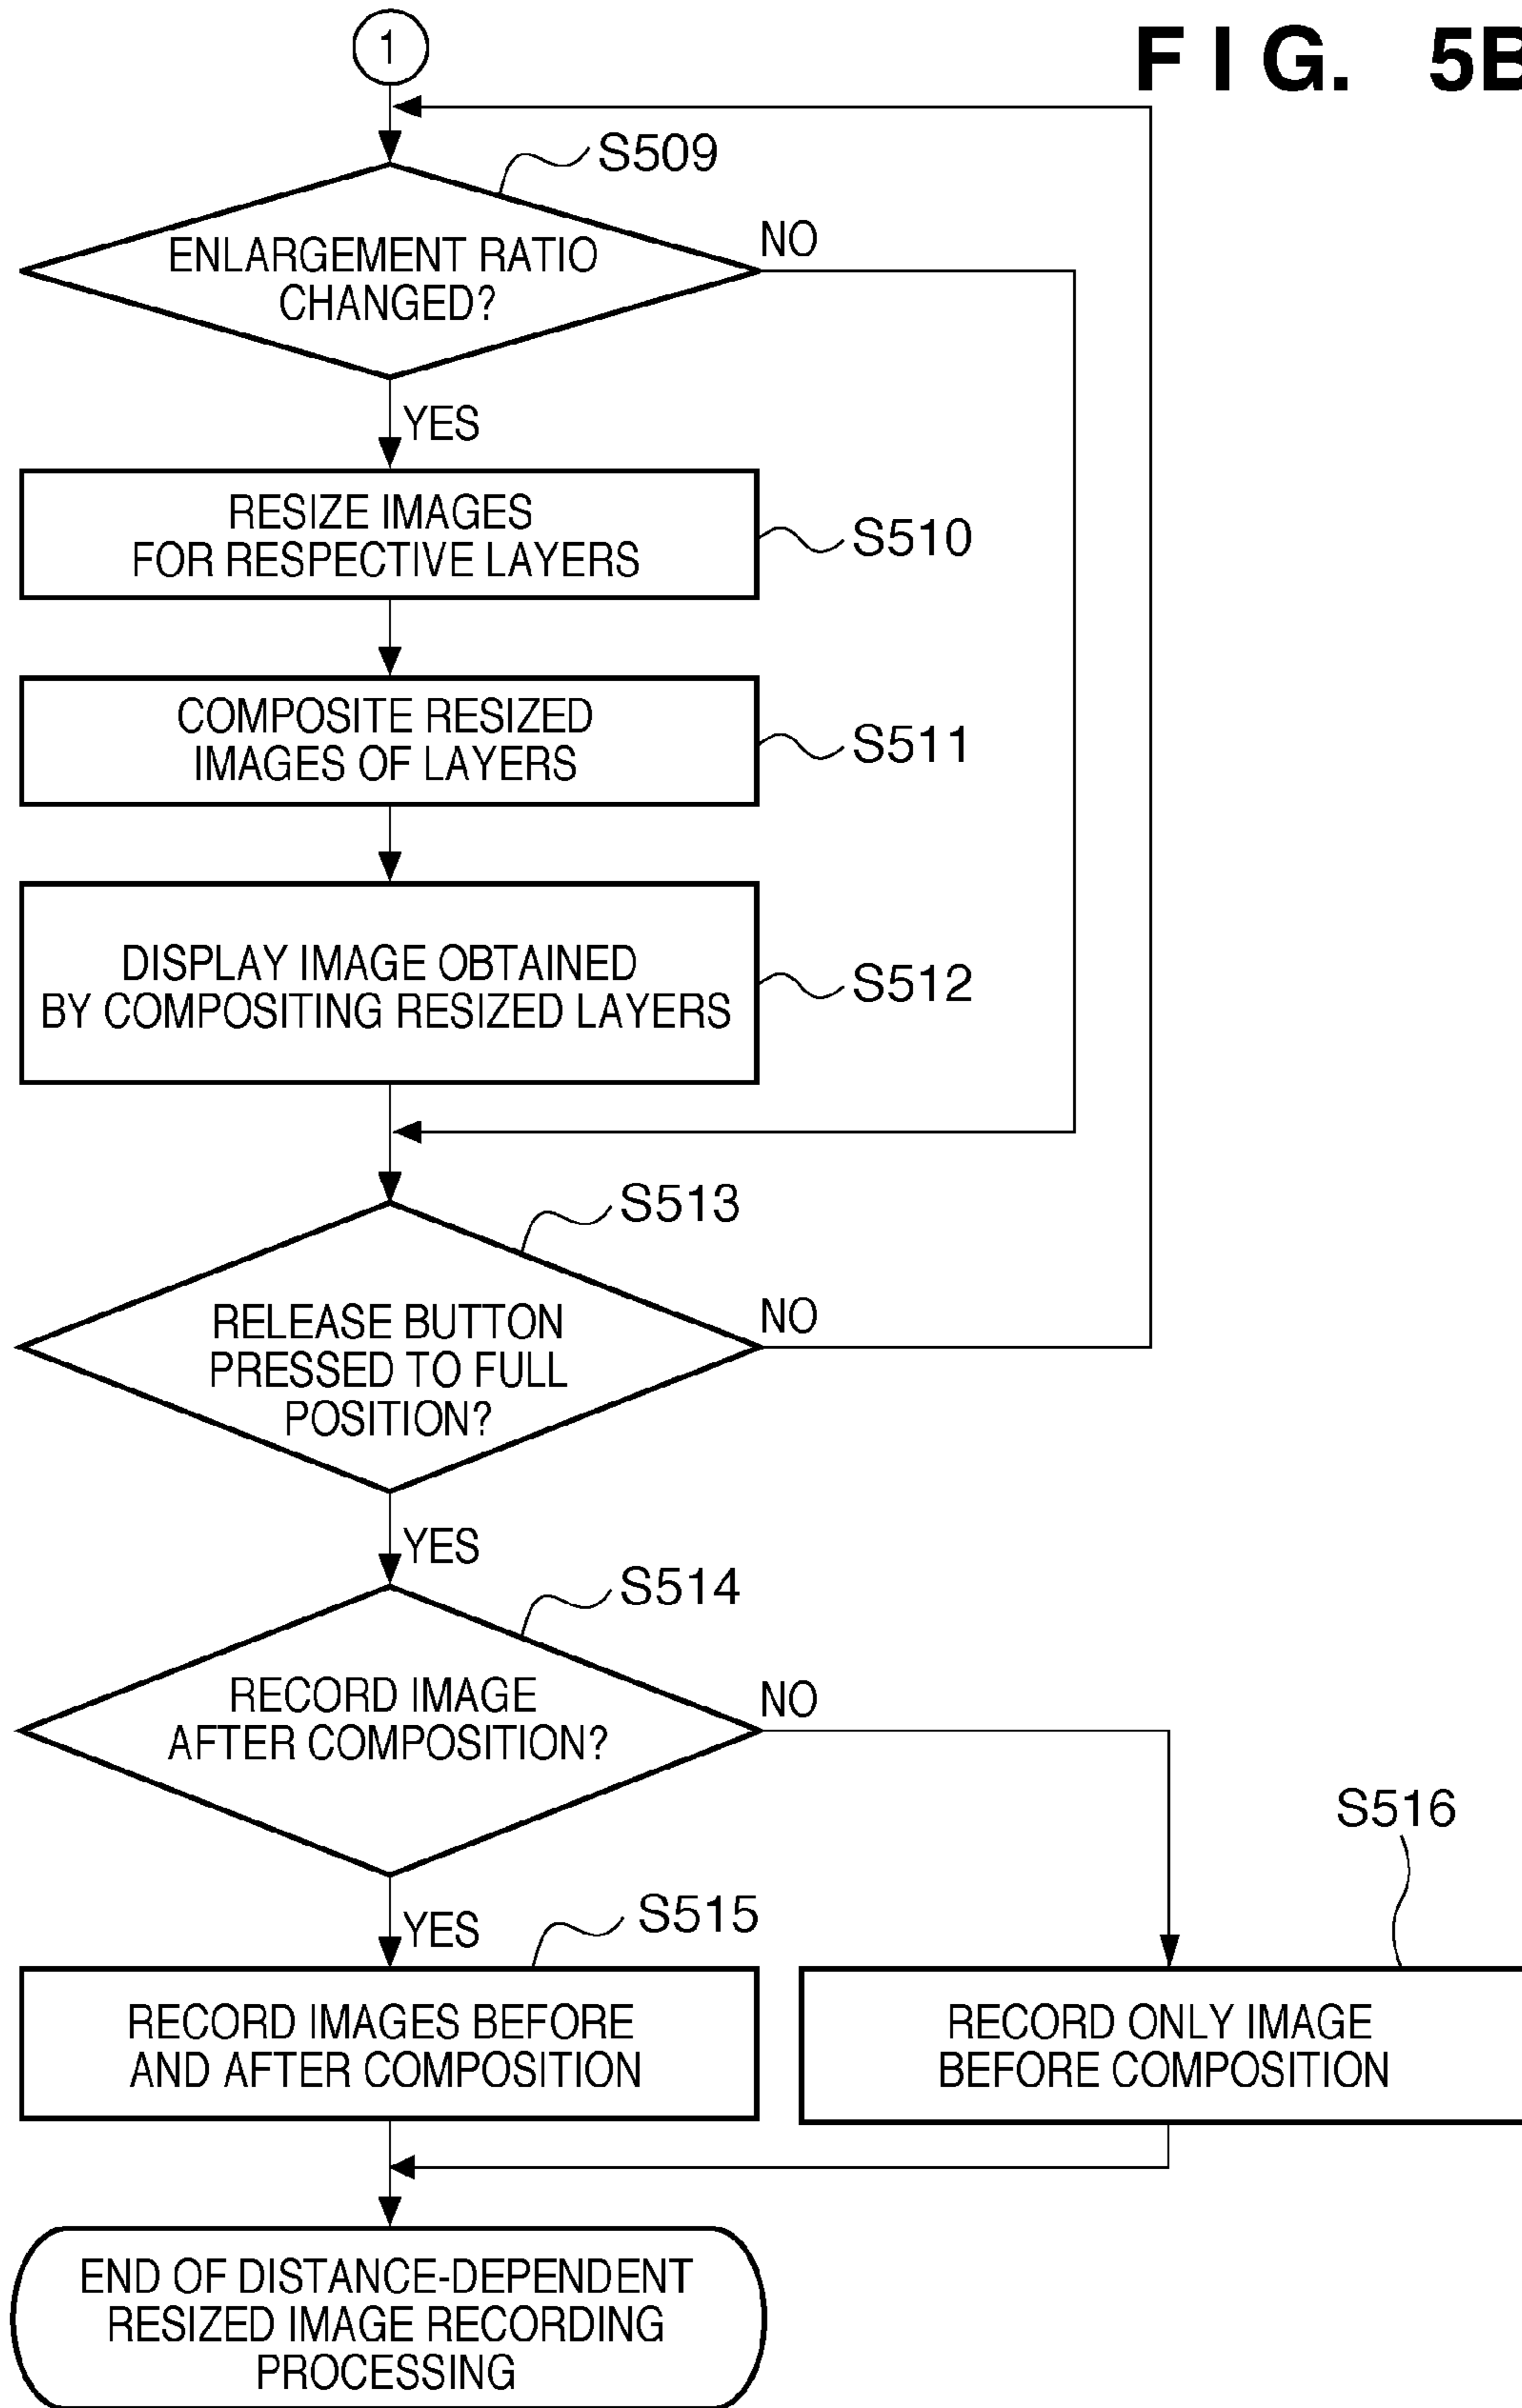 FIG. 5B
1
S509
ENLARGEMENT RATIO
CHANGED?
NO
YES
RESIZE IMAGES
FOR RESPECTIVE LAYERS
S510
COMPOSITE RESIZED
IMAGES OF LAYERS
S511
DISPLAY IMAGE OBTAINED
BY COMPOSITING RESIZED LAYERS
S512
S513
RELEASE BUTTON
PRESSED TO FULL
POSITION?
NO
YES
S514
RECORD IMAGE
AFTER COMPOSITION?
NO
S516
YES
S515
RECORD IMAGES BEFORE
AND AFTER COMPOSITION
RECORD ONLY IMAGE
BEFORE COMPOSITION
END OF DISTANCE-DEPENDENT
RESIZED IMAGE RECORDING
PROCESSING